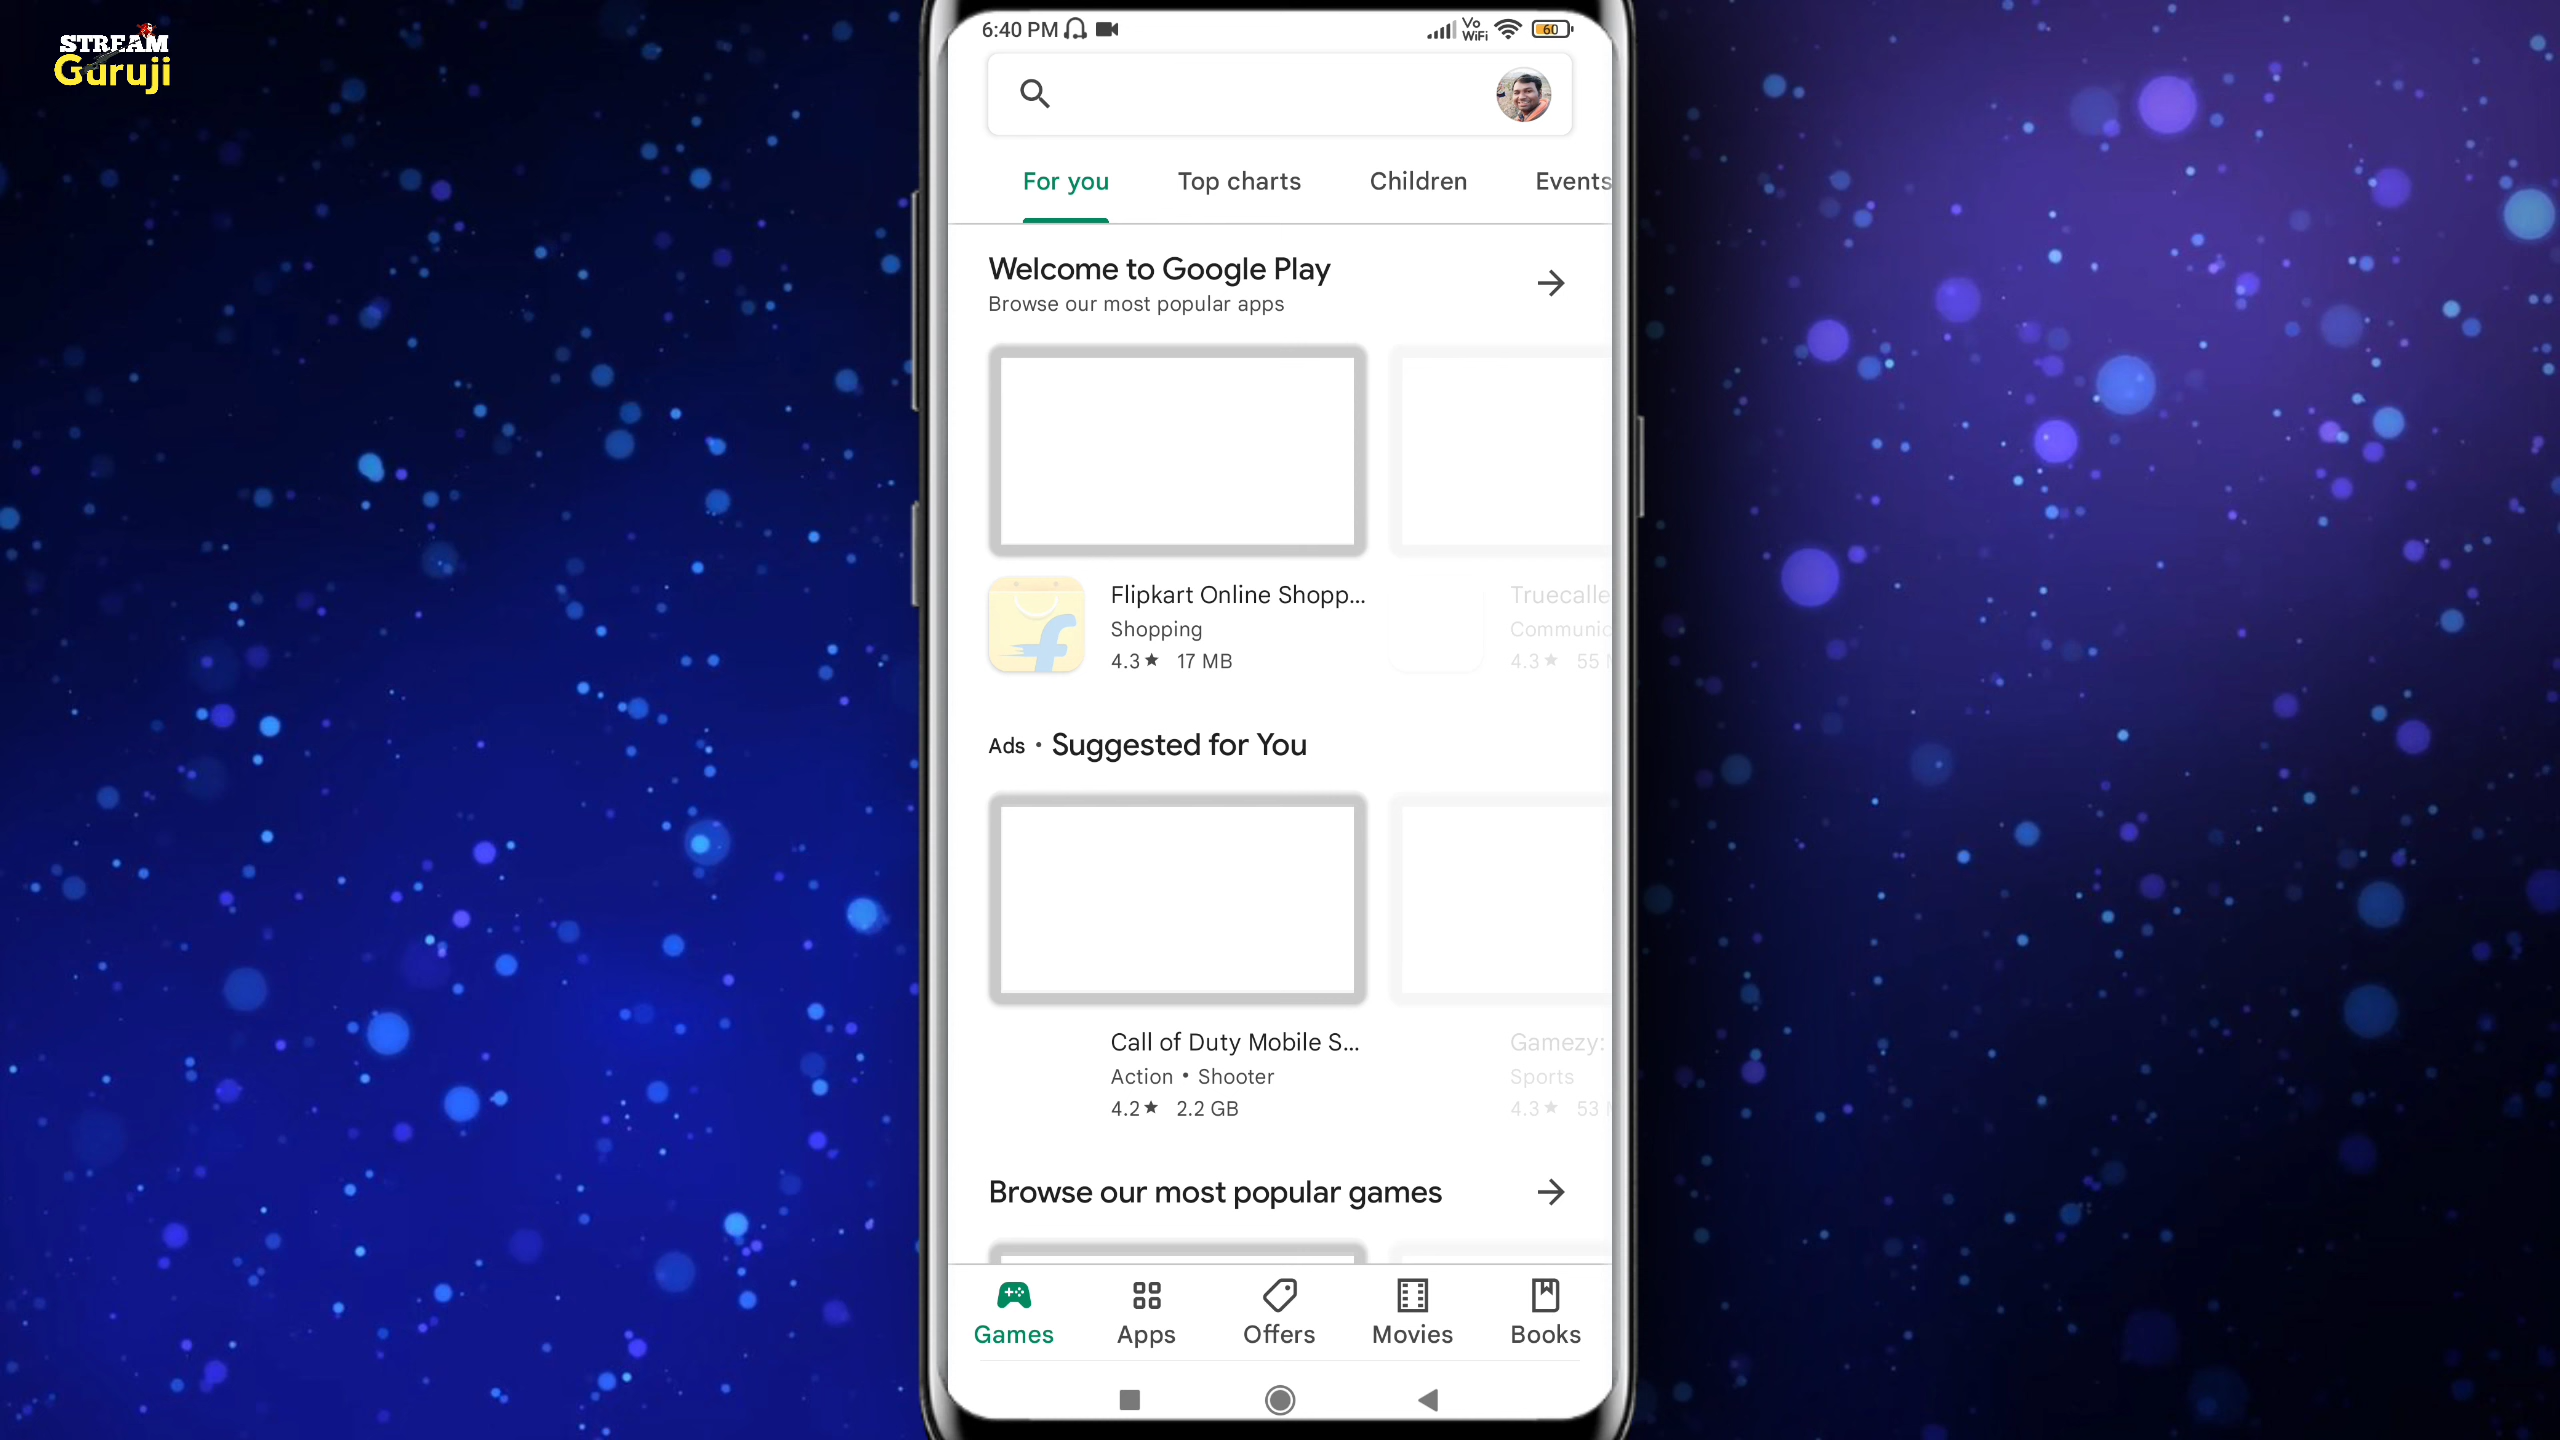 STREAM
Guruji
6:40 PM
Vo
WiFi
60
For you
Top charts
Children
Events
Welcome to Google Play
Browse our most popular apps
Flipkart Online Shopp...
Shopping
4.3★ 17 MB
Truecalle
Communic
4.3★ 55
Ads • Suggested for You
Call of Duty Mobile S...
Action • Shooter
4.2★ 2.2 GB
Gamezy:
Sports
4.3★ 53
Browse our most popular games
Games
Apps
Offers
Movies
Books